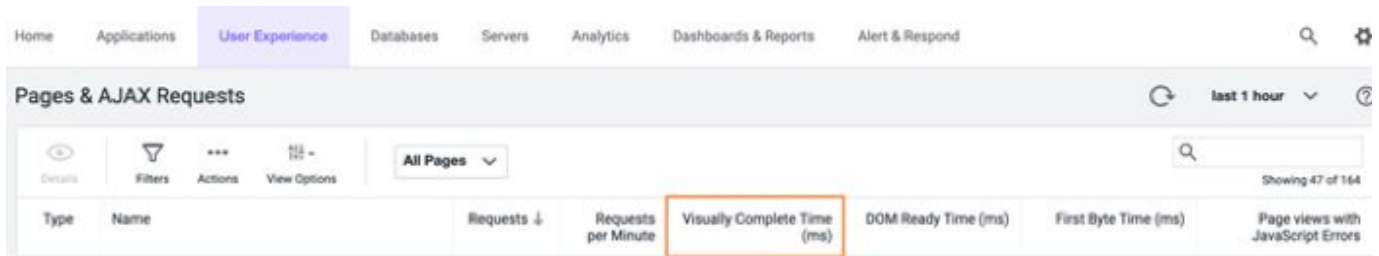 Home Applications User Experience Databases Servers Analytics Dashboards & Reports Alert & Respond
Pages & AJAX Requests last 1 hour
Details Filters Actions View Options All Pages
Showing 47 of 164
Type Name Requests ↓ Requests per Minute Visually Complete Time (ms) DOM Ready Time (ms) First Byte Time (ms) Page views with JavaScript Errors